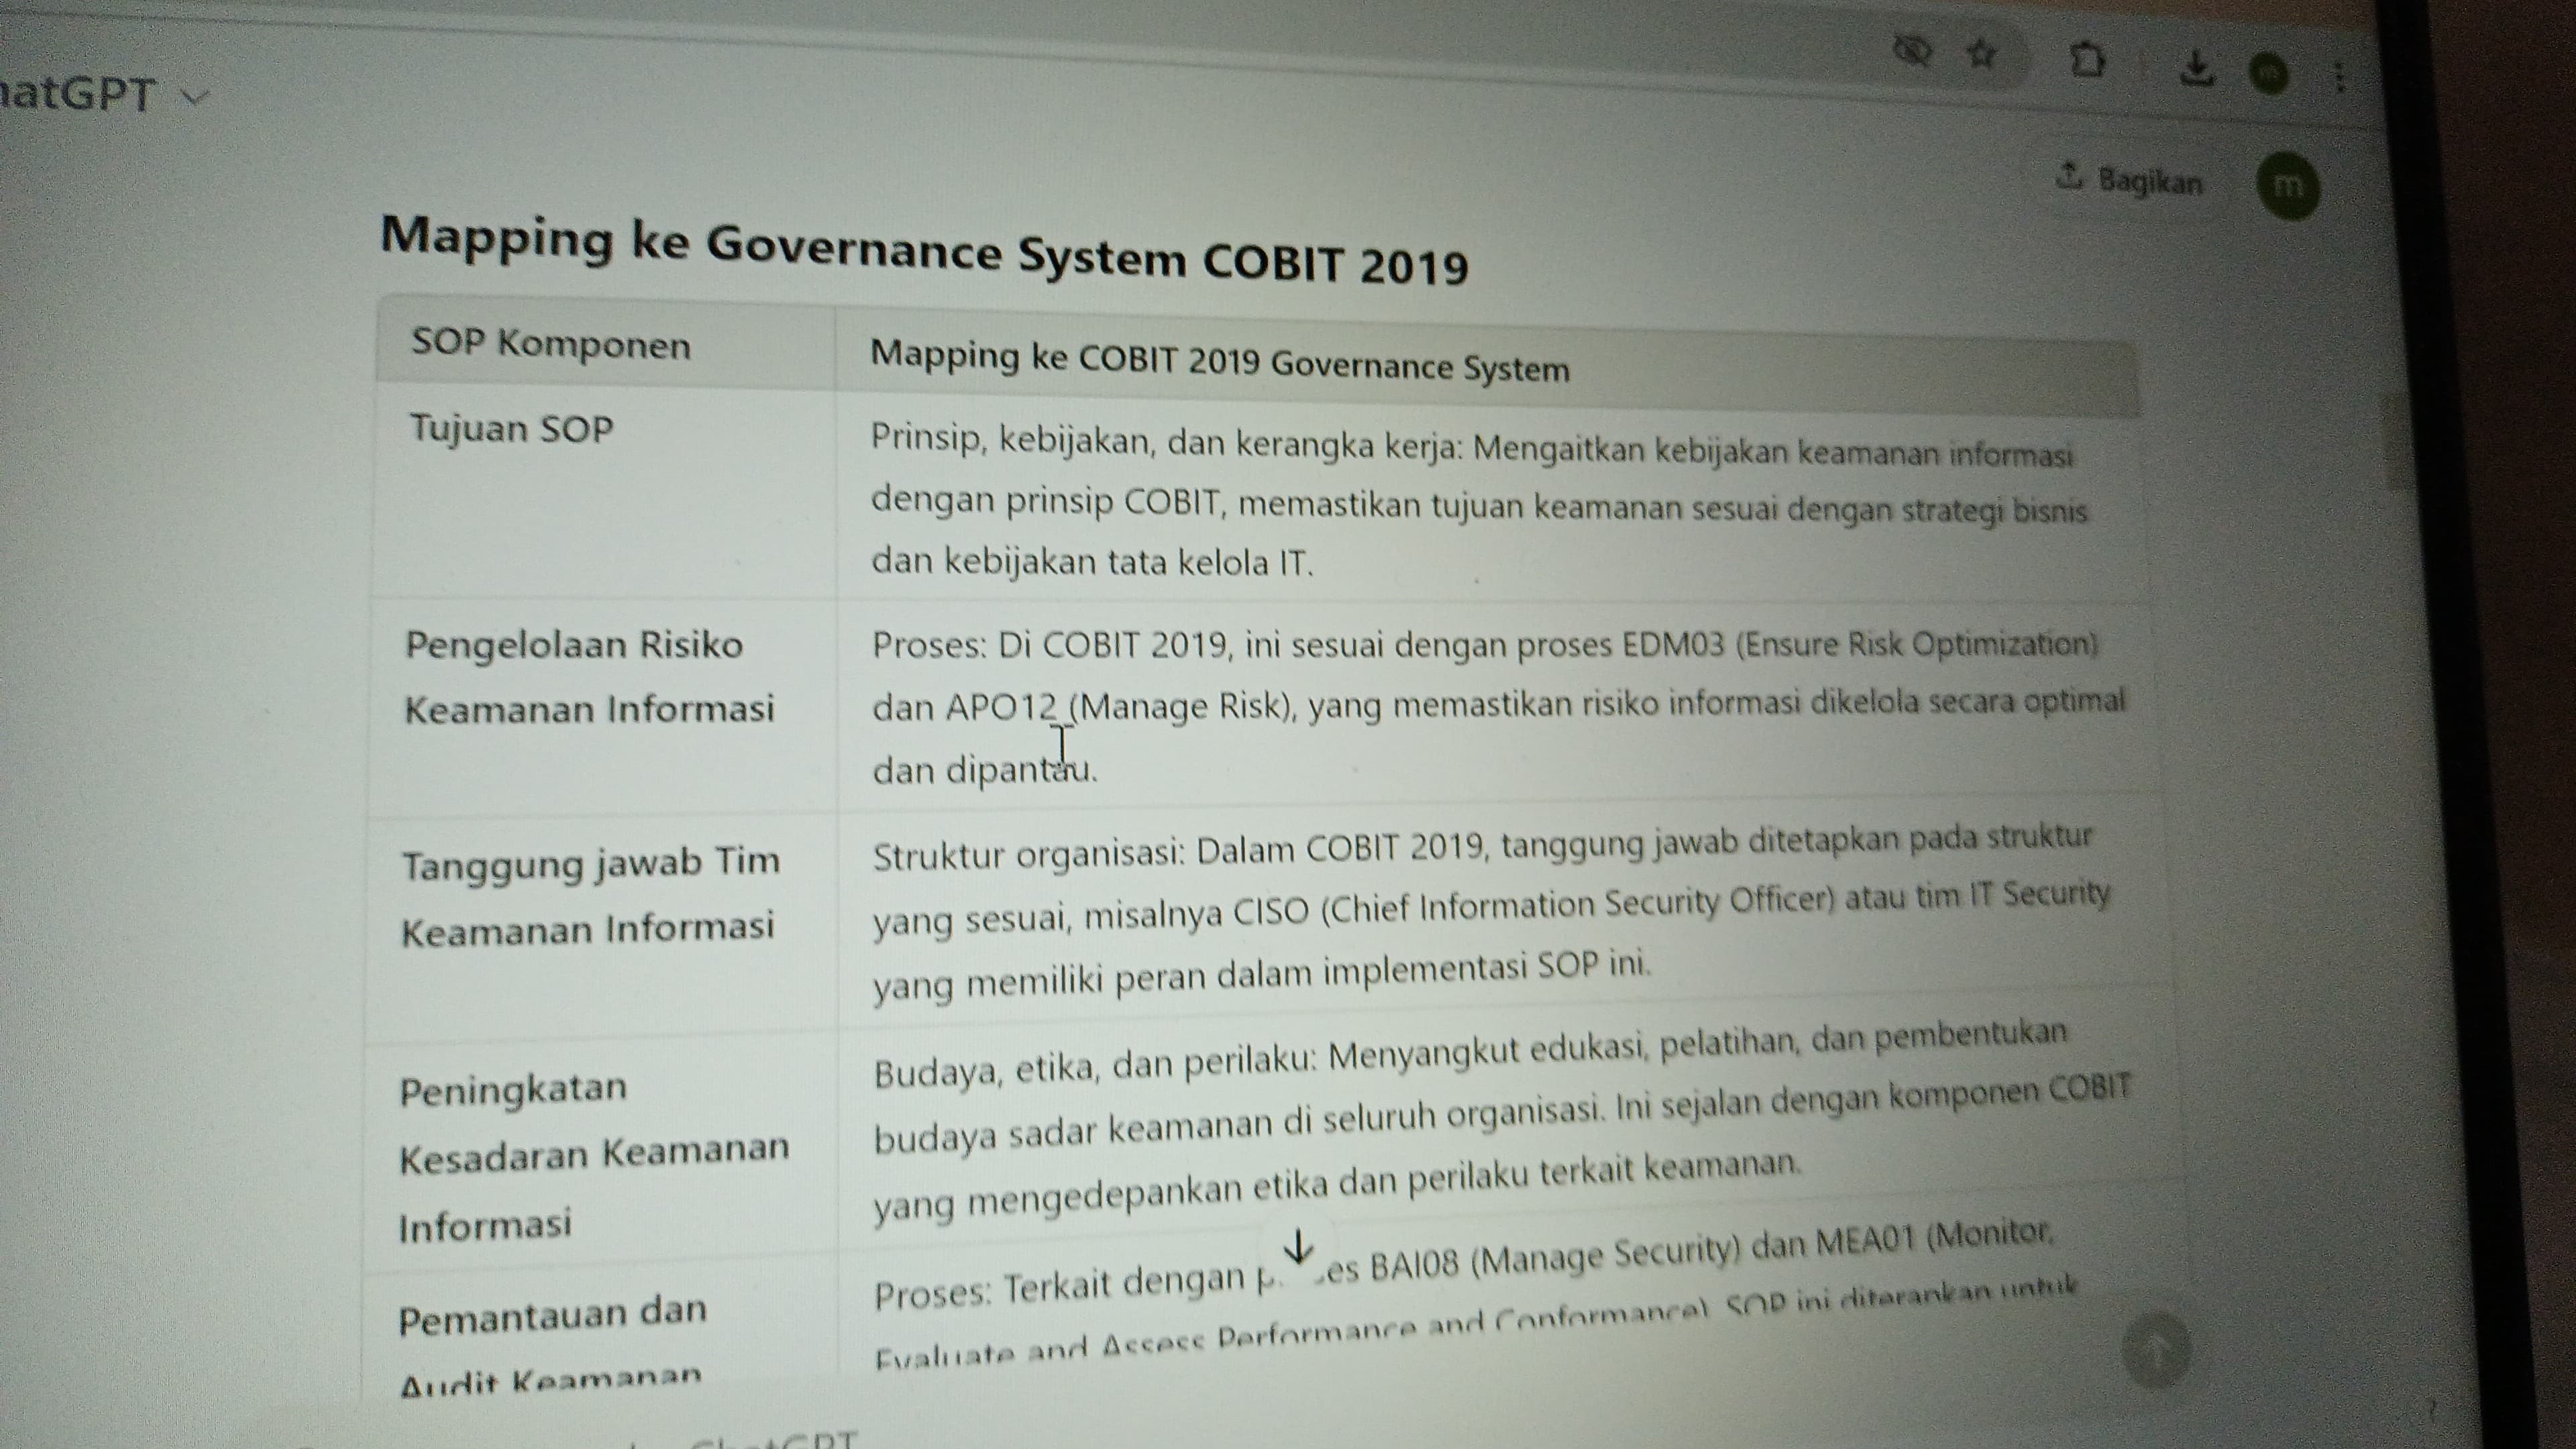 hatGPT
Bagikan
m
Mapping ke Governance System COBIT 2019
SOP Komponen
Mapping ke COBIT 2019 Governance System
Tujuan SOP
Prinsip, kebijakan, dan kerangka kerja: Mengaitkan kebijakan keamanan informasi
dengan prinsip COBIT, memastikan tujuan keamanan sesuai dengan strategi bisnis
dan kebijakan tata kelola IT.
Pengelolaan Risiko
Keamanan Informasi
Proses: Di COBIT 2019, ini sesuai dengan proses EDM03 (Ensure Risk Optimization)
dan APO12 (Manage Risk), yang memastikan risiko informasi dikelola secara optimal
dan dipantau.
Tanggung jawab Tim
Keamanan Informasi
Struktur organisasi: Dalam COBIT 2019, tanggung jawab ditetapkan pada struktur
yang sesuai, misalnya CISO (Chief Information Security Officer) atau tim IT Security
yang memiliki peran dalam implementasi SOP ini.
Peningkatan
Kesadaran Keamanan
Informasi
Budaya, etika, dan perilaku: Menyangkut edukasi, pelatihan, dan pembentukan
budaya sadar keamanan di seluruh organisasi. Ini sejalan dengan komponen COBIT
yang mengedepankan etika dan perilaku terkait keamanan.
Pemantauan dan
Audit Keamanan
Proses: Terkait dengan p es BAI08 (Manage Security) dan MEA01 (Monitor,
Evaluate and Access Performance and Conformance). SOP ini diterapkan untuk
ChatGPT